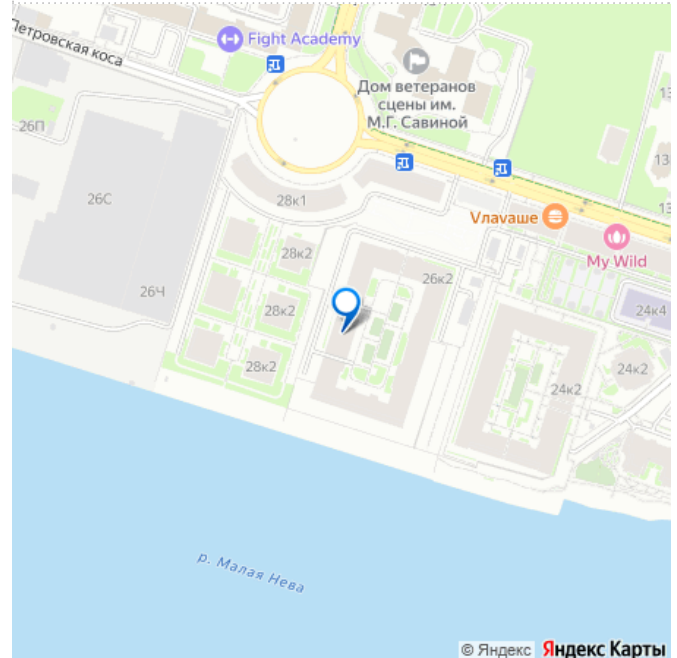 Петровская коса
Fight Academy
Дом ветеранов
сцены им.
М.Г. Савиной
26П
26С
28к1
Vлаvаше
My Wild
28к2
26к2
26Ч
28к2
24к4
28к2
24к2
24к2
р. Малая Нева
© Яндекс Яндекс Карты